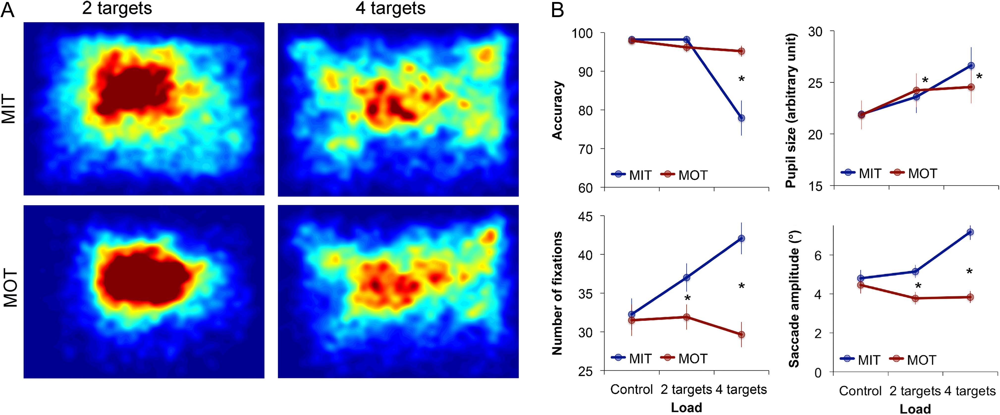 A
2 targets
4 targets
MIT
MOT
B
100
90
80
70
60
Accuracy
MIT MOT
30
25
20
15
Pupil size (arbitrary unit)
MIT MOT
* * *
45
40
35
30
25
Number of fixations
* *
MIT MOT
Control 2 targets 4 targets
Load
6
4
2
0
Saccade amplitude (°)
* *
MIT MOT
Control 2 targets 4 targets
Load